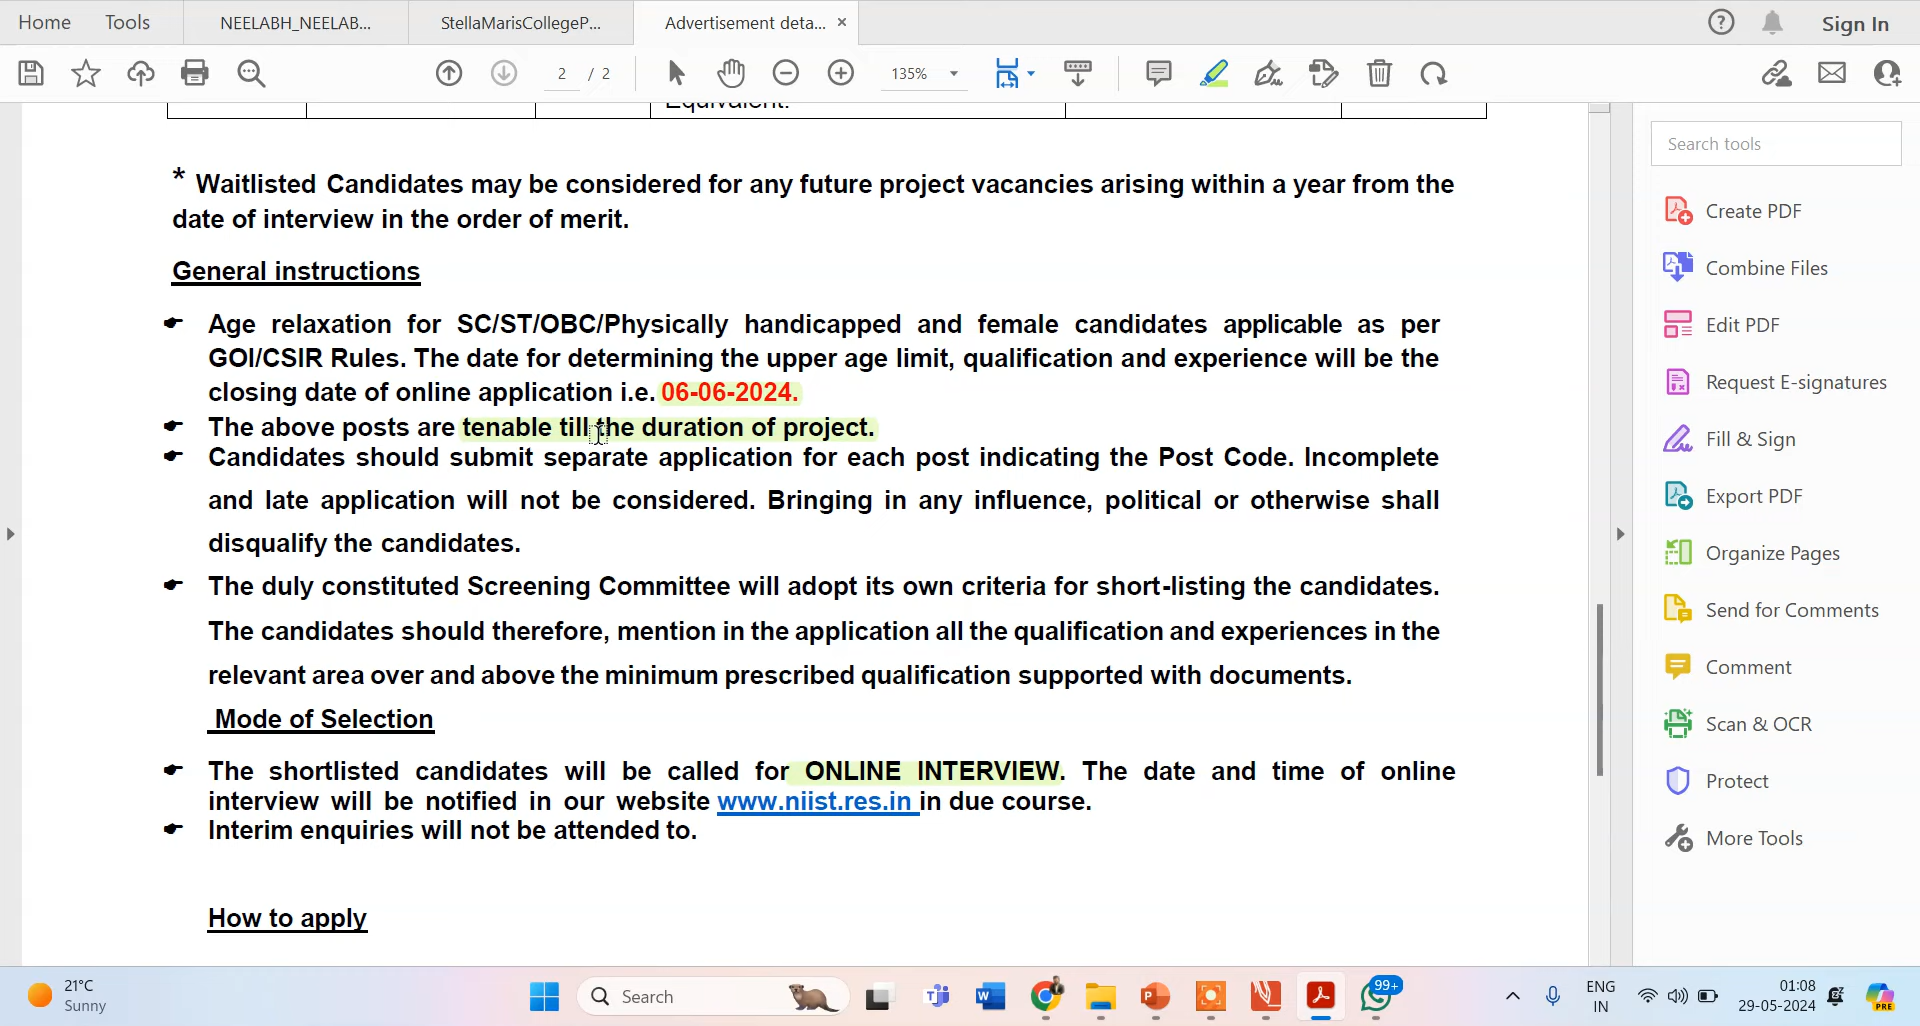 Home Tools NEELABH_NEELAB... StellaMarisCollegeP... Advertisement deta... × Sign In
2 / 2 135%
Equivalent.
Search tools
* Waitlisted Candidates may be considered for any future project vacancies arising within a year from the
date of interview in the order of merit.
General instructions
Age relaxation for SC/ST/OBC/Physically handicapped and female candidates applicable as per
GOI/CSIR Rules. The date for determining the upper age limit, qualification and experience will be the
closing date of online application i.e. 06-06-2024.
The above posts are tenable till the duration of project.
Candidates should submit separate application for each post indicating the Post Code. Incomplete
and late application will not be considered. Bringing in any influence, political or otherwise shall
disqualify the candidates.
The duly constituted Screening Committee will adopt its own criteria for short-listing the candidates.
The candidates should therefore, mention in the application all the qualification and experiences in the
relevant area over and above the minimum prescribed qualification supported with documents.
Mode of Selection
The shortlisted candidates will be called for ONLINE INTERVIEW. The date and time of online
interview will be notified in our website www.niist.res.in in due course.
Interim enquiries will not be attended to.
How to apply
Create PDF
Combine Files
Edit PDF
Request E-signatures
Fill & Sign
Export PDF
Organize Pages
Send for Comments
Comment
Scan & OCR
Protect
More Tools
21°C
Sunny
Search
99+
ENG
IN
01:08
29-05-2024
PRE